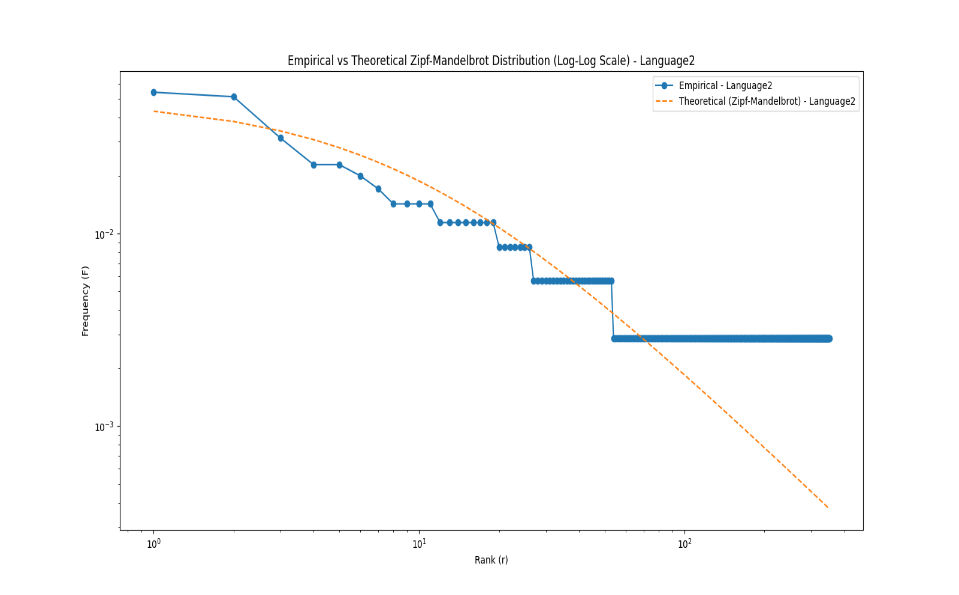 Empirical vs Theoretical Zipf-Mandelbrot Distribution (Log-Log Scale) - Language2
Empirical - Language2
Theoretical (Zipf-Mandelbrot) - Language2
Frequency (F)
10⁻²
10⁻³
10⁰
10¹
10²
Rank (r)